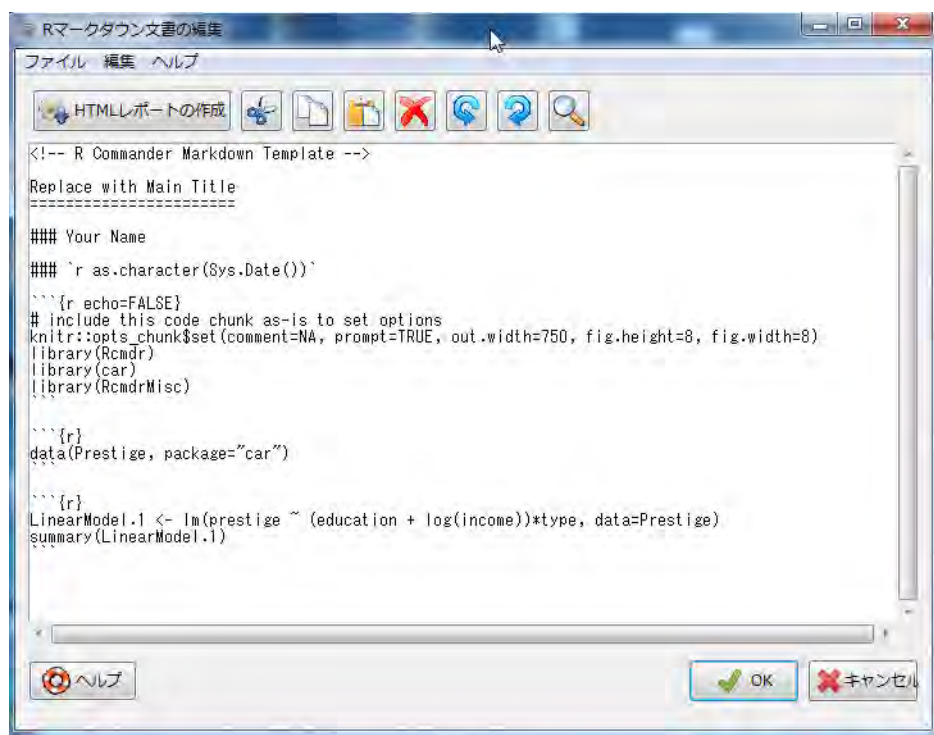 Rマークダウン文書の編集
ファイル 編集 ヘルプ
HTMLレポートの作成
<!-- R Commander Markdown Template -->
Replace with Main Title
=======================
### Your Name
### `r as.character(Sys.Date())`
```{r echo=FALSE}
# include this code chunk as-is to set options
knitr::opts_chunk$set(comment=NA, prompt=TRUE, out.width=750, fig.height=8, fig.width=8)
library(Rcmdr)
library(car)
library(RcmdrMisc)
```
```{r}
data(Prestige, package="car")
```
```{r}
LinearModel.1 <- lm(prestige ~ (education + log(income))*type, data=Prestige)
summary(LinearModel.1)
```
ヘルプ
OK
キャンセル